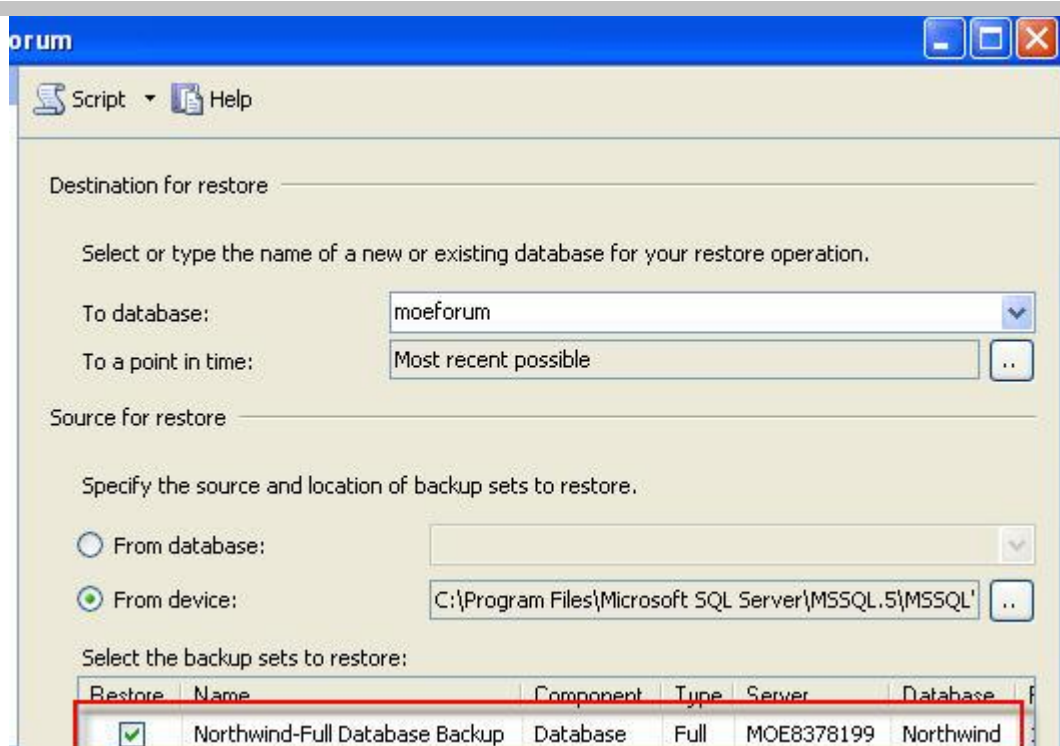 orum
Script Help
Destination for restore
Select or type the name of a new or existing database for your restore operation.
To database: moeforum
To a point in time: Most recent possible ..
Source for restore
Specify the source and location of backup sets to restore.
From database:
From device: C:\Program Files\Microsoft SQL Server\MSSQL.5\MSSQL' ..
Select the backup sets to restore:
Restore Name Component Type Server Database
Northwind-Full Database Backup Database Full MOE8378199 Northwind